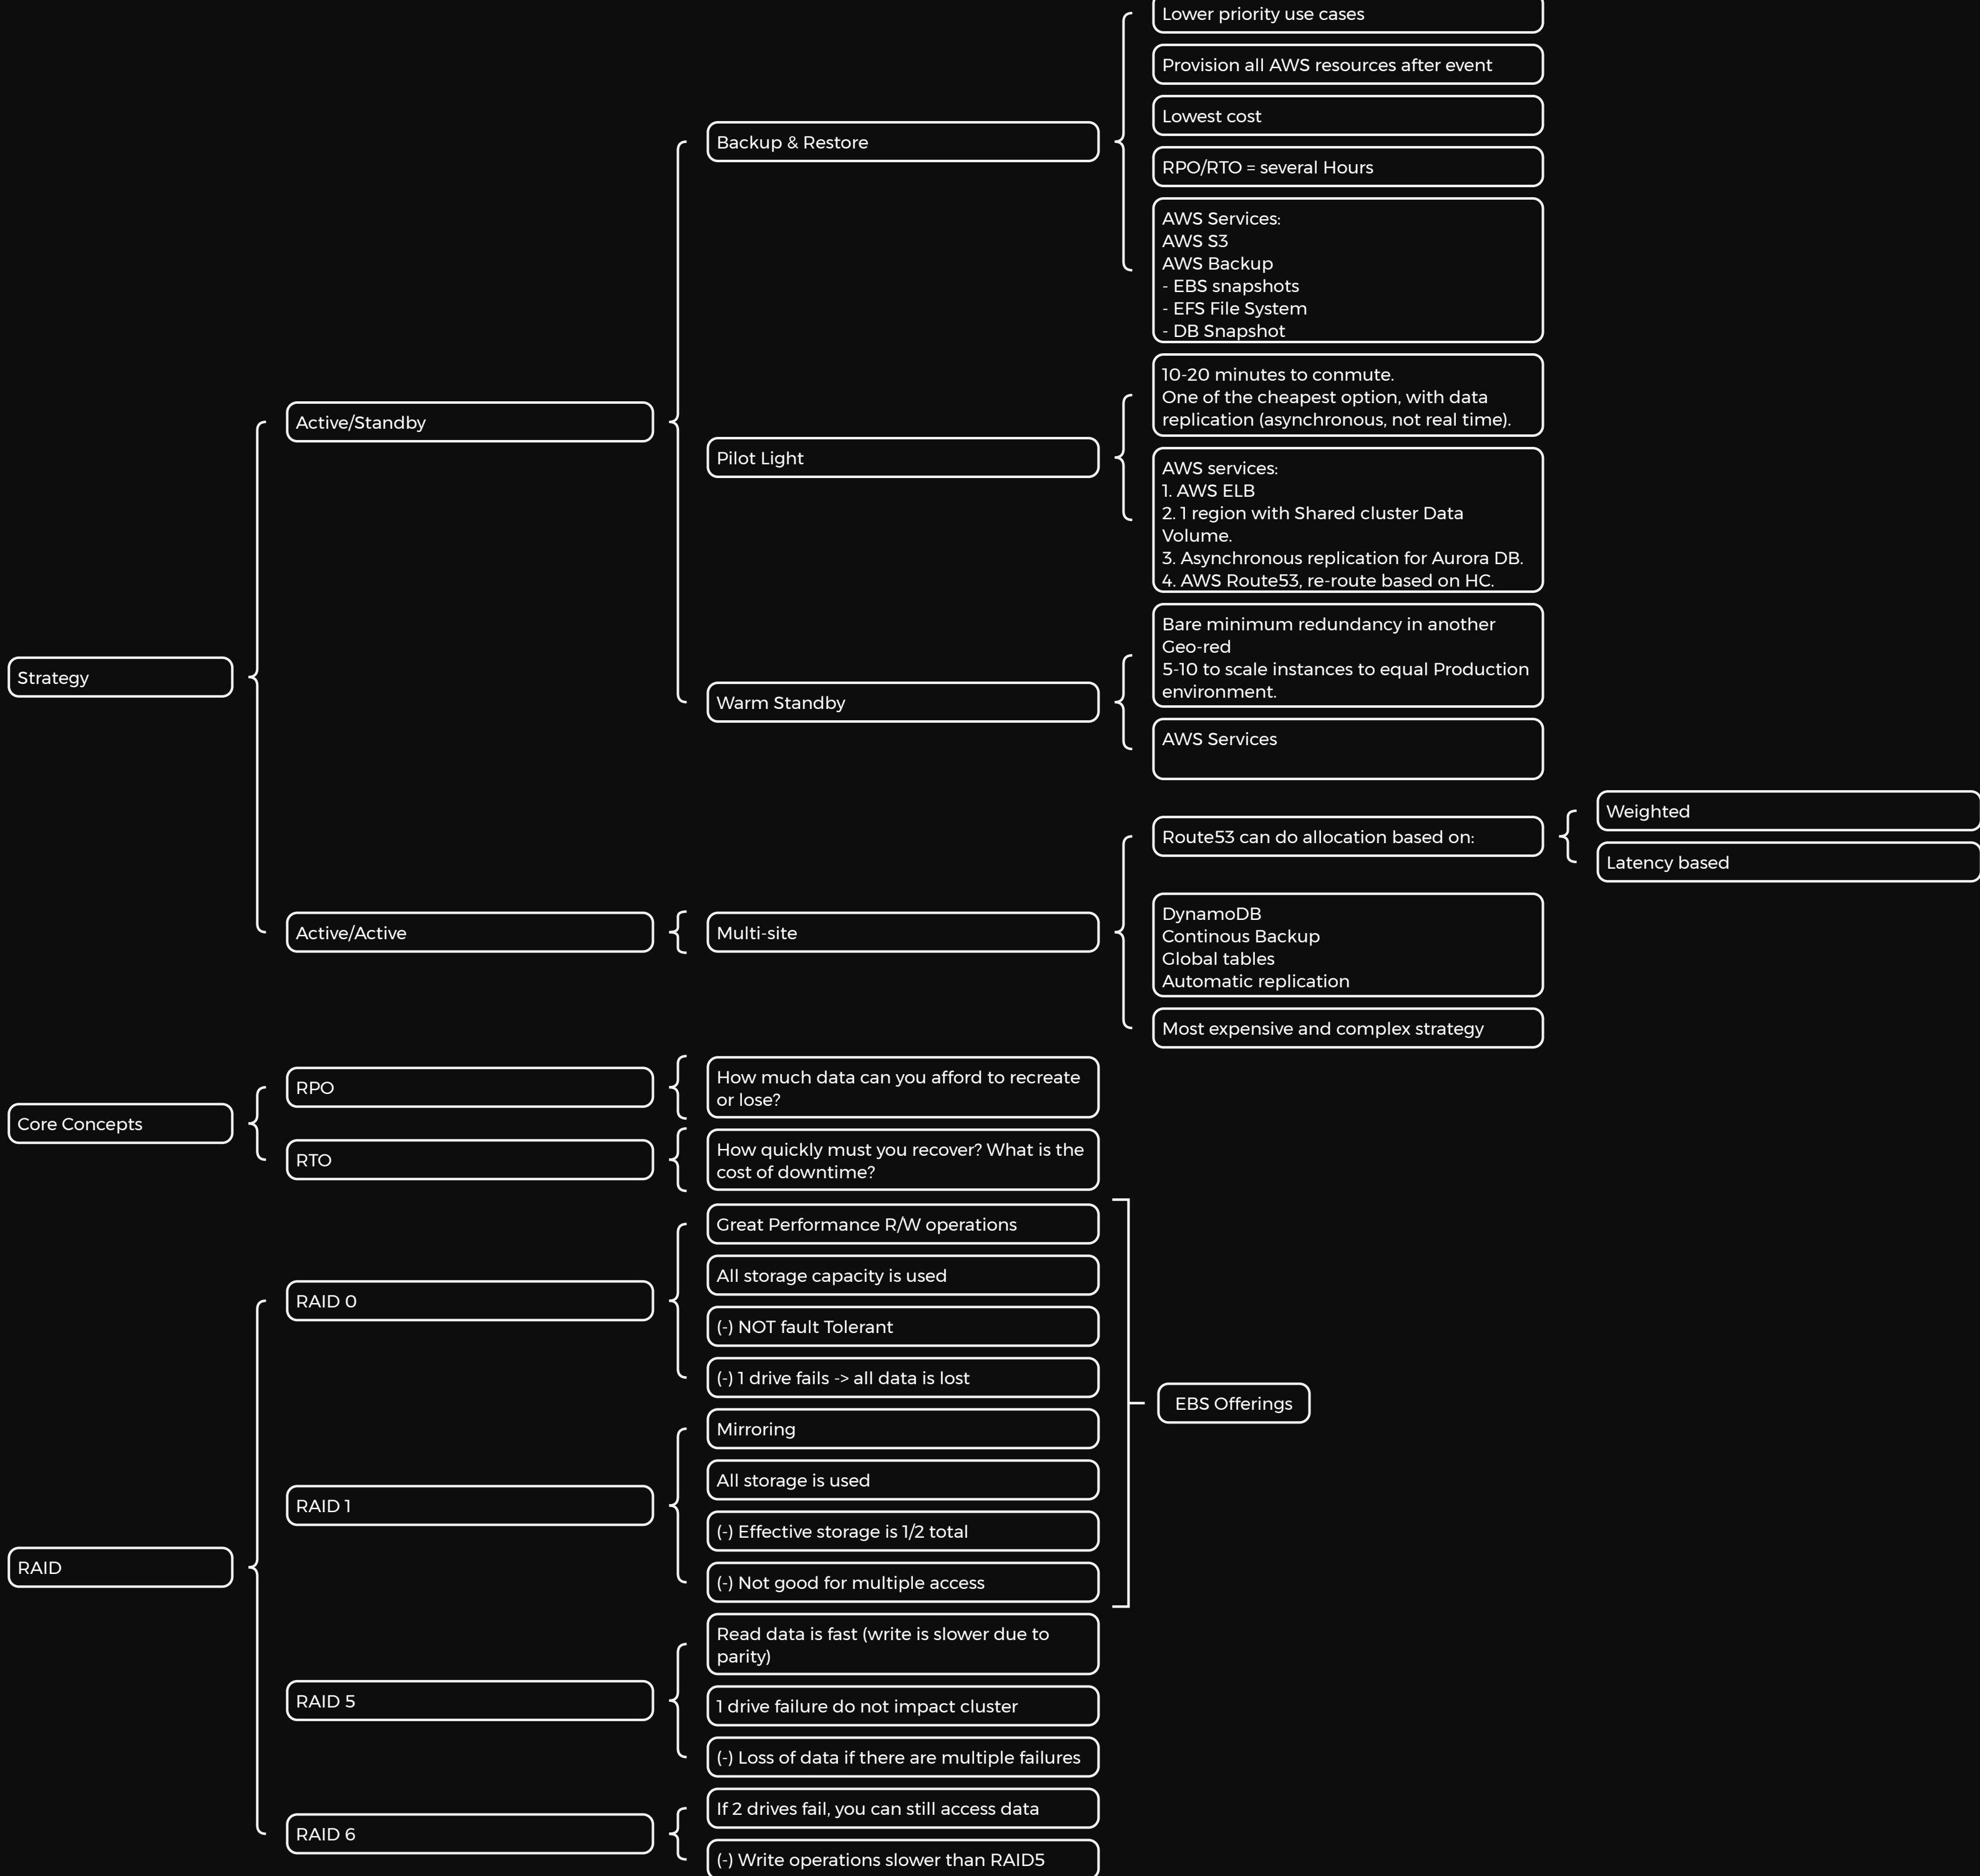 Strategy
Active/Standby
Backup & Restore
Lower priority use cases
Provision all AWS resources after event
Lowest cost
RPO/RTO = several Hours
AWS Services:
AWS S3
AWS Backup
- EBS snapshots
- EFS File System
- DB Snapshot
Pilot Light
10-20 minutes to conmute.
One of the cheapest option, with data
replication (asynchronous, not real time).
AWS services:
1. AWS ELB
2. 1 region with Shared cluster Data
Volume.
3. Asynchronous replication for Aurora DB.
4. AWS Route53, re-route based on HC.
Warm Standby
Bare minimum redundancy in another
Geo-red
5-10 to scale instances to equal Production
environment.
AWS Services
Active/Active
Multi-site
Route53 can do allocation based on:
Weighted
Latency based
DynamoDB
Continous Backup
Global tables
Automatic replication
Most expensive and complex strategy
Core Concepts
RPO
How much data can you afford to recreate
or lose?
RTO
How quickly must you recover? What is the
cost of downtime?
RAID
RAID 0
Great Performance R/W operations
All storage capacity is used
(-) NOT fault Tolerant
(-) 1 drive fails -> all data is lost
RAID 1
Mirroring
All storage is used
(-) Effective storage is 1/2 total
(-) Not good for multiple access
EBS Offerings
RAID 5
Read data is fast (write is slower due to
parity)
1 drive failure do not impact cluster
(-) Loss of data if there are multiple failures
RAID 6
If 2 drives fail, you can still access data
(-) Write operations slower than RAID5